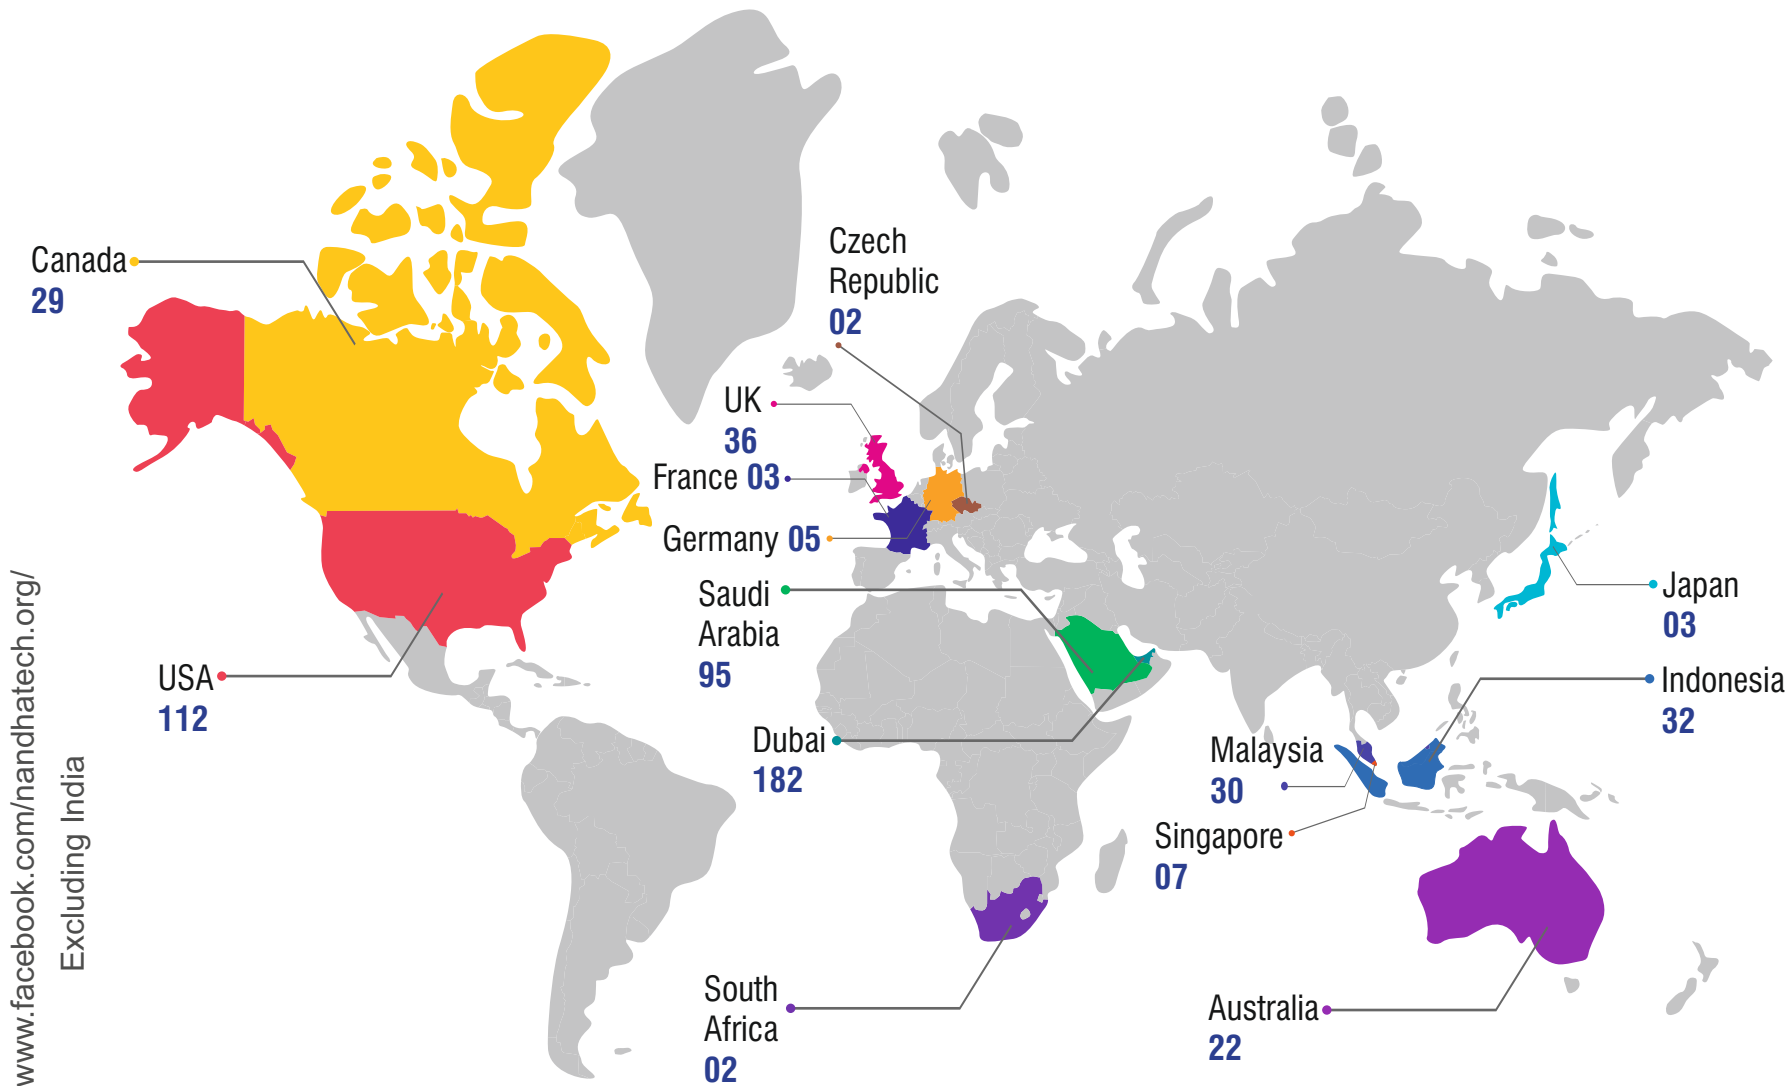 Canada
29
USA
112
Czech
Republic
02
UK
36
France 03
Germany 05
Saudi
Arabia
95
Dubai
182
South
Africa
02
Japan
03
Indonesia
32
Malaysia
30
Singapore
07
Australia
22
www.facebook.com/nandhatech.org/
Excluding India